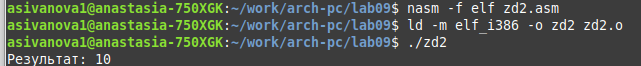 asivanova1@anastasia-750XGK:~/work/arch-pc/lab09$ nasm -f elf zd2.asm
asivanova1@anastasia-750XGK:~/work/arch-pc/lab09$ ld -m elf_i386 -o zd2 zd2.o
asivanova1@anastasia-750XGK:~/work/arch-pc/lab09$ ./zd2
Результат: 10